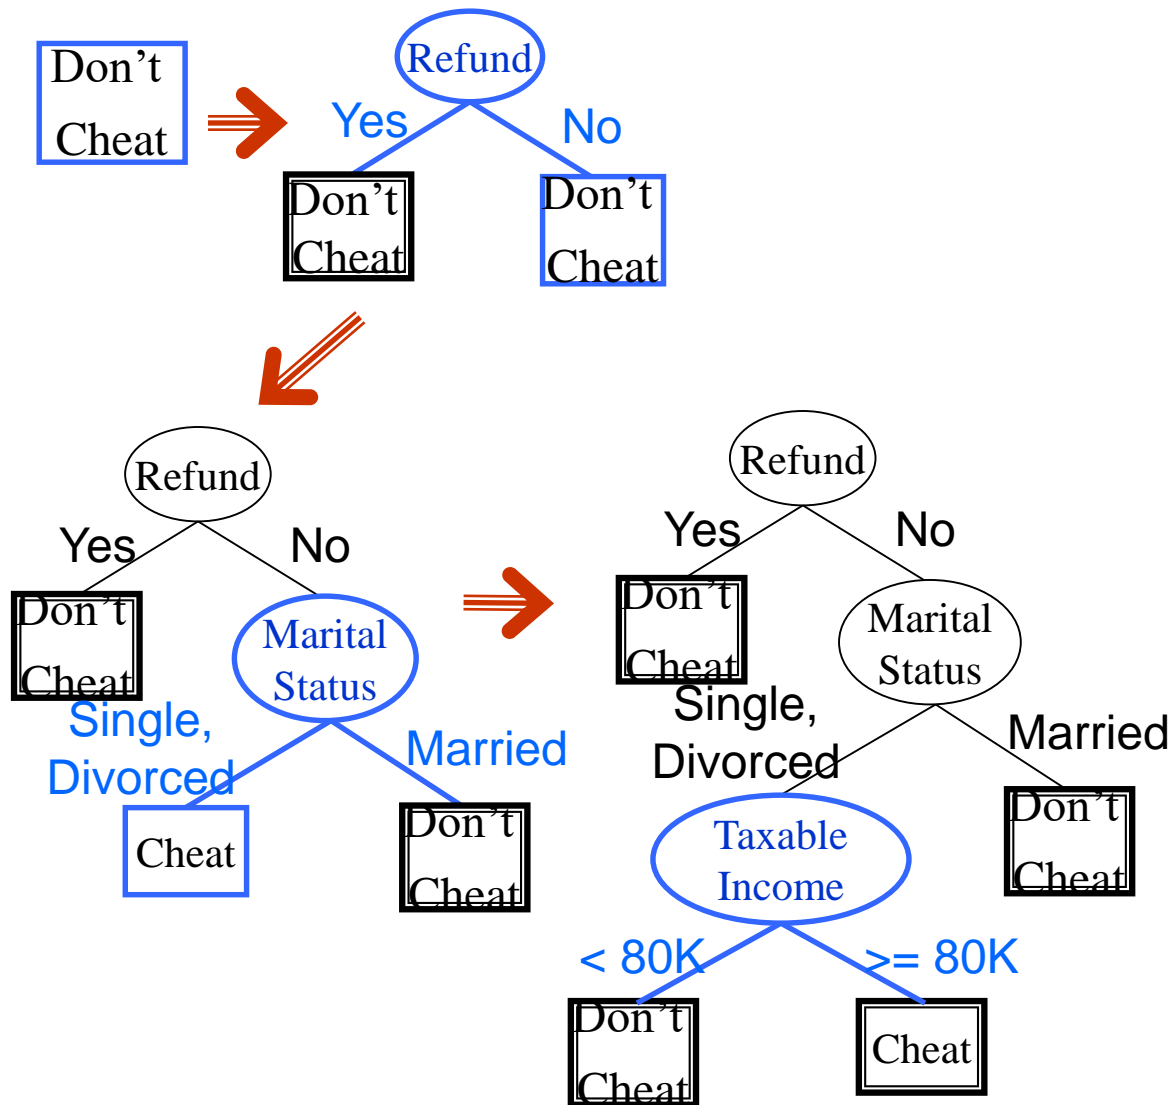 Don’t
Cheat
Refund
Yes
No
Don’t
Cheat
Don’t
Cheat
Refund
Yes
No
Don’t
Cheat
Marital
Status
Single,
Divorced
Married
Cheat
Don’t
Cheat
Refund
Yes
No
Don’t
Cheat
Marital
Status
Single,
Divorced
Married
Taxable
Income
Don’t
Cheat
< 80K
>= 80K
Don’t
Cheat
Cheat